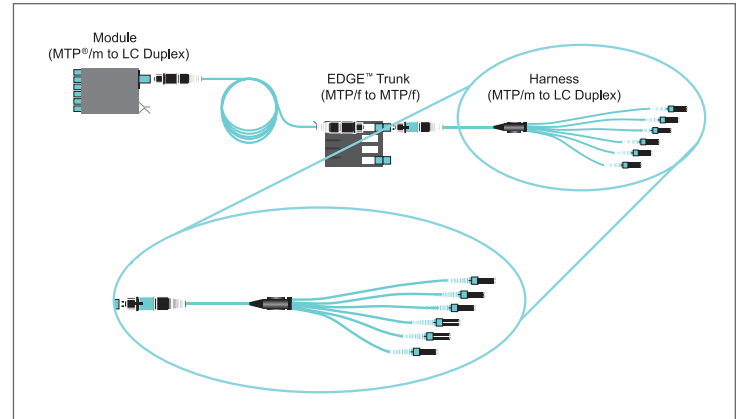 Module
(MTP®/m to LC Duplex)
EDGE™ Trunk
(MTP/f to MTP/f)
Harness
(MTP/m to LC Duplex)